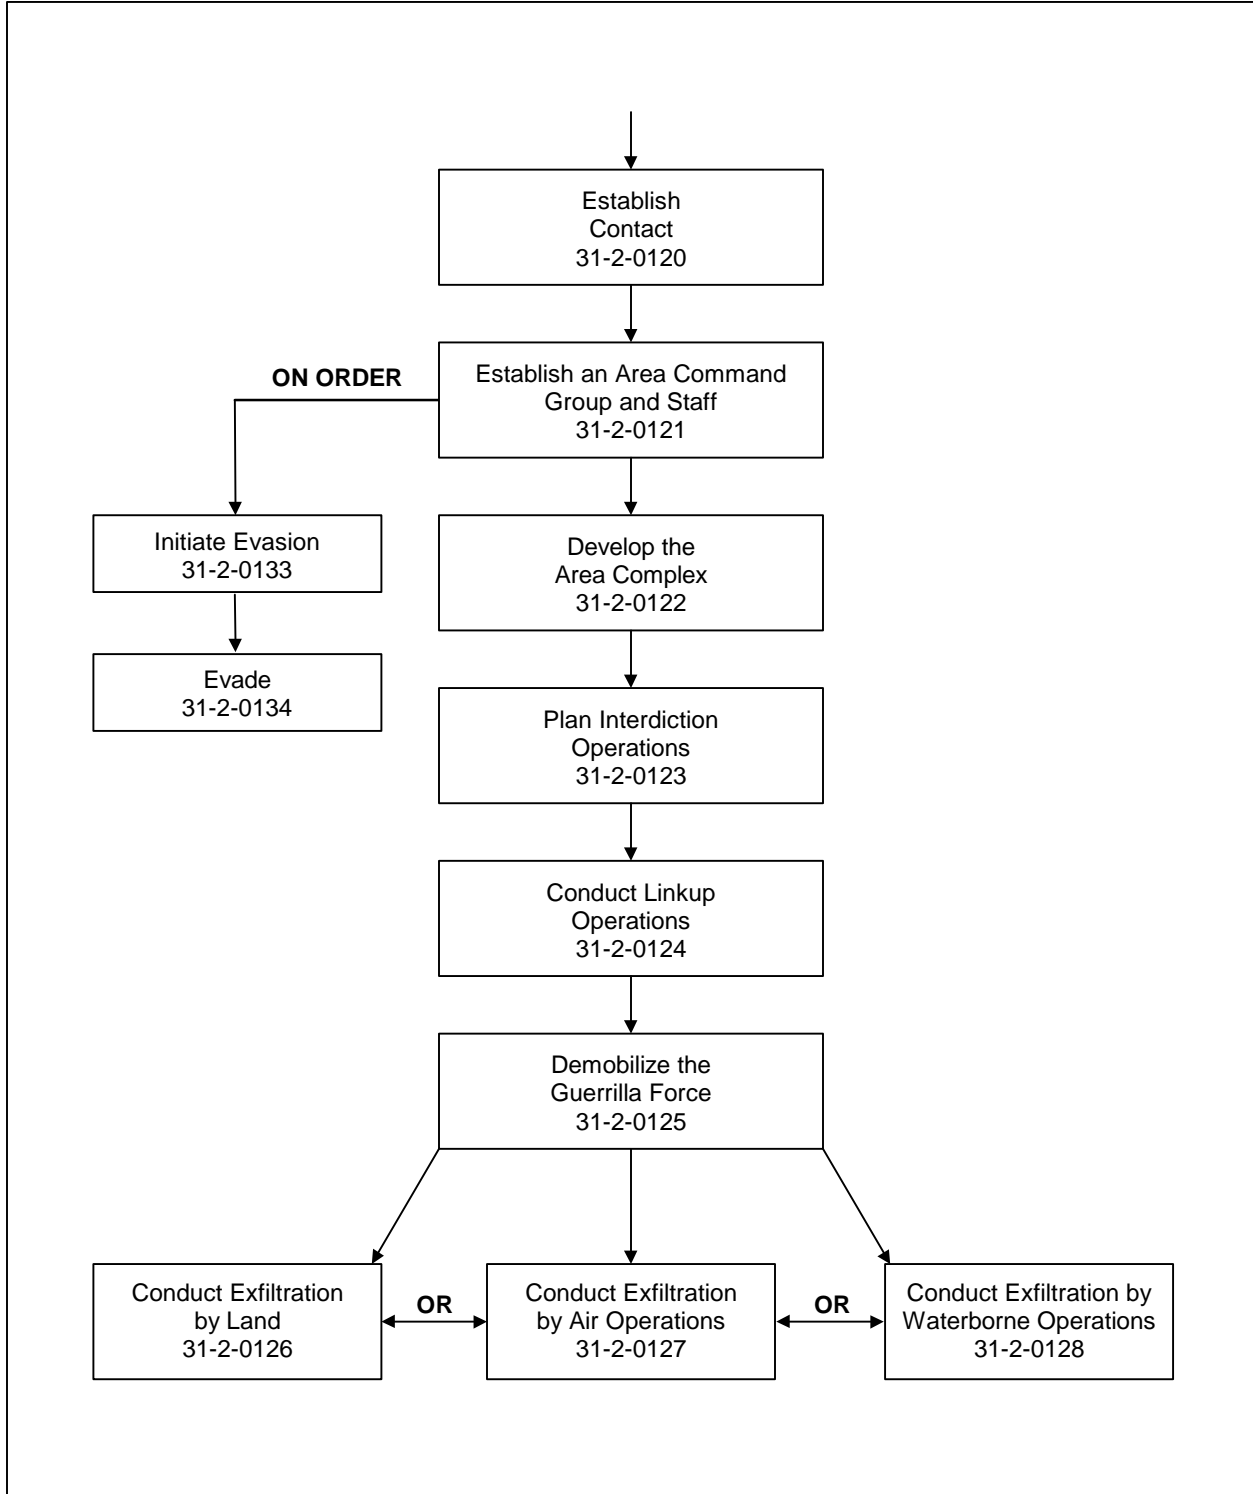 Establish
Contact
31-2-0120
ON ORDER
Establish an Area Command
Group and Staff
31-2-0121
Initiate Evasion
31-2-0133
Develop the
Area Complex
31-2-0122
Evade
31-2-0134
Plan Interdiction
Operations
31-2-0123
Conduct Linkup
Operations
31-2-0124
Demobilize the
Guerrilla Force
31-2-0125
Conduct Exfiltration
by Land
31-2-0126
OR
Conduct Exfiltration
by Air Operations
31-2-0127
OR
Conduct Exfiltration by
Waterborne Operations
31-2-0128